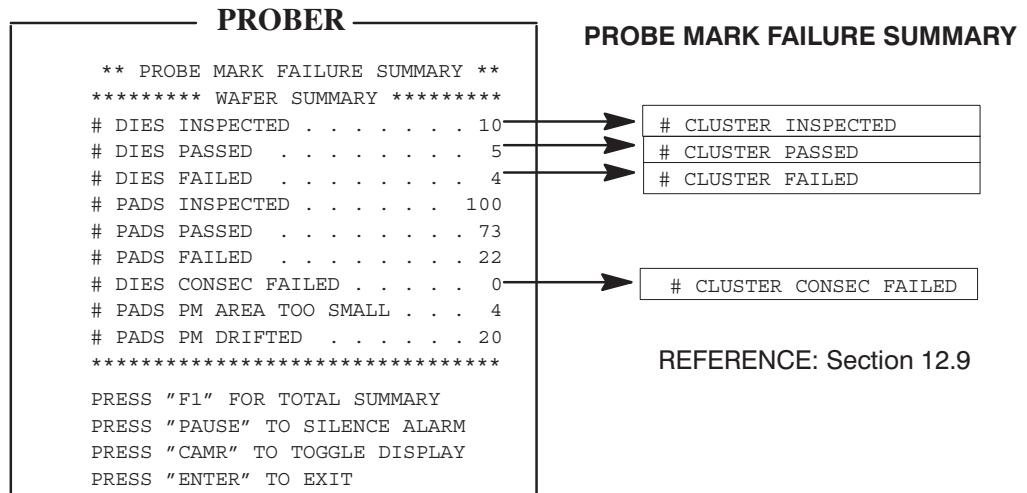 PROBER
** PROBE MARK FAILURE SUMMARY **
********* WAFER SUMMARY *********
# DIES INSPECTED . . . . . . . 10
# DIES PASSED . . . . . . . . 5
# DIES FAILED . . . . . . . . 4
# PADS INSPECTED . . . . . . 100
# PADS PASSED . . . . . . . . 73
# PADS FAILED . . . . . . . . 22
# DIES CONSEC FAILED . . . . . 0
# PADS PM AREA TOO SMALL . . . 4
# PADS PM DRIFTED . . . . . . 20
*********************************
PRESS "F1" FOR TOTAL SUMMARY
PRESS "PAUSE" TO SILENCE ALARM
PRESS "CAMR" TO TOGGLE DISPLAY
PRESS "ENTER" TO EXIT
PROBE MARK FAILURE SUMMARY
# CLUSTER INSPECTED
# CLUSTER PASSED
# CLUSTER FAILED
# CLUSTER CONSEC FAILED
REFERENCE: Section 12.9